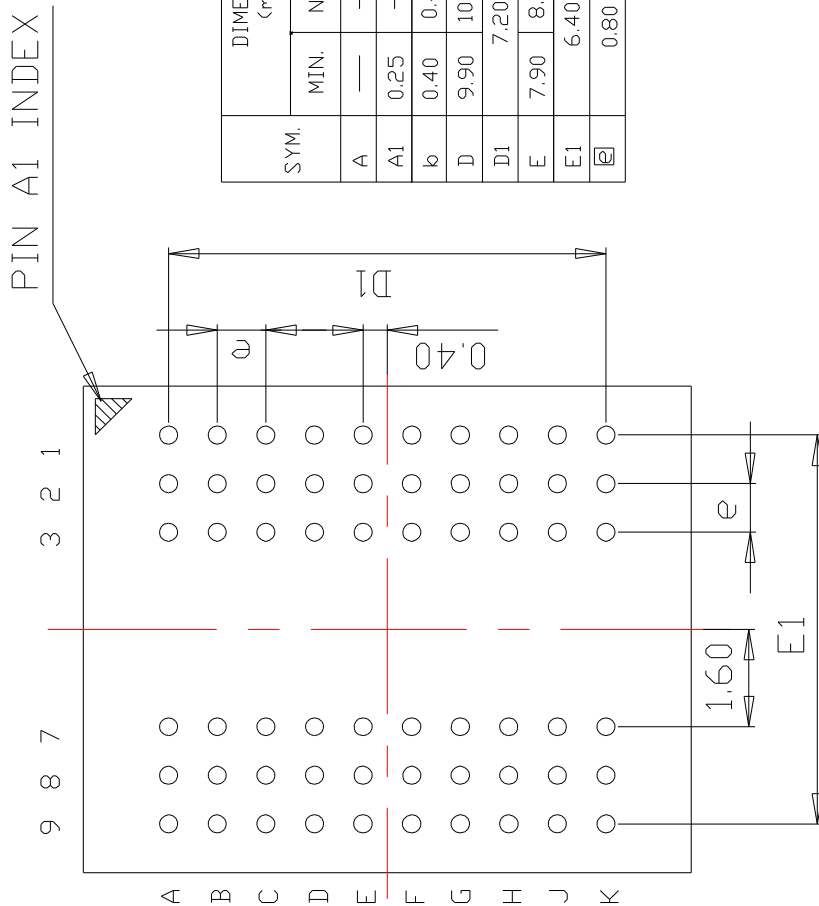 PIN A1 INDEX
SYM.
DIME
MIN.
A
—
A1
0.25
b
0.40
D
9.90
D1
7.20
E
7.90
E1
6.40
e
0.80
D1
e
0.40
1
2
3
7
8
9
e
1.60
E1
A
B
C
D
E
F
G
H
J
K